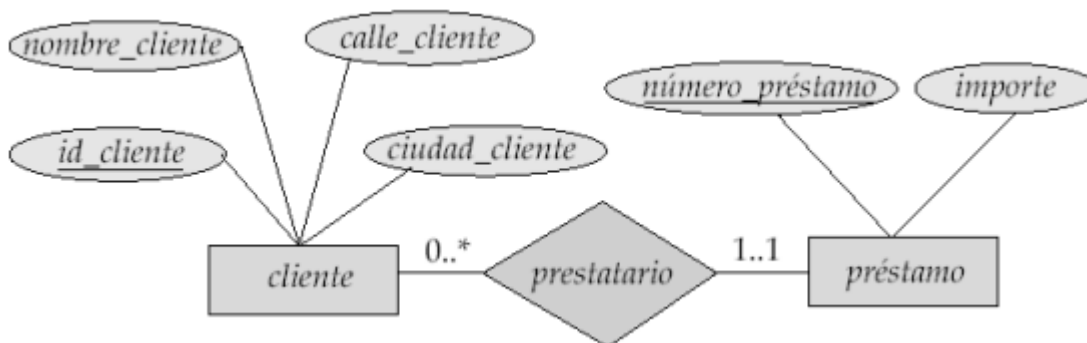 nombre_cliente
calle_cliente
número_préstamo
importe
id_cliente
ciudad_cliente
cliente
0..*
prestatario
1..1
préstamo